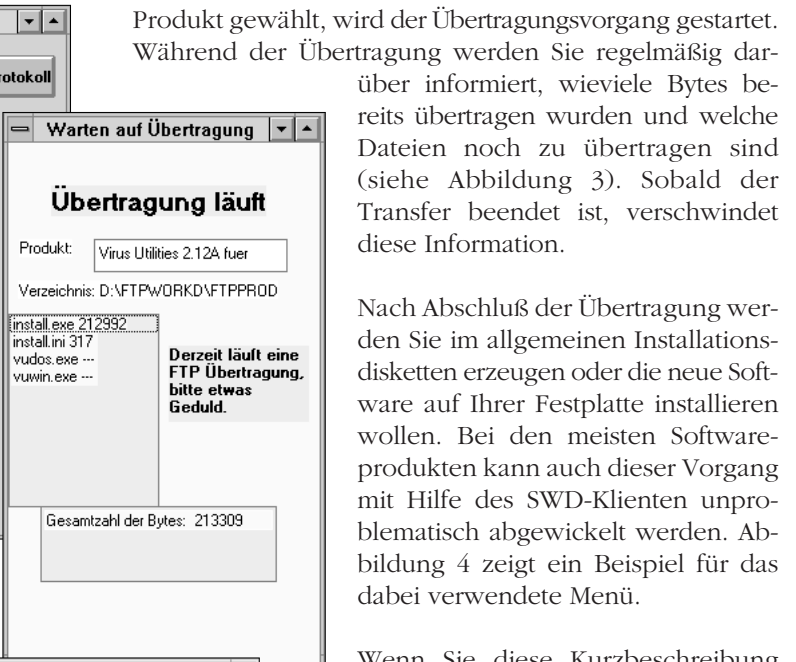 Produkt gewählt, wird der Übertragungsvorgang gestartet.
Während der Übertragung werden Sie regelmäßig dar-
über informiert, wieviele Bytes be-
reits übertragen wurden und welche
Dateien noch zu übertragen sind
(siehe Abbildung 3). Sobald der
Transfer beendet ist, verschwindet
diese Information.
Nach Abschluß der Übertragung wer-
den Sie im allgemeinen Installations-
disketten erzeugen oder die neue Soft-
ware auf Ihrer Festplatte installieren
wollen. Bei den meisten Software-
produkten kann auch dieser Vorgang
mit Hilfe des SWD-Klienten unpro-
blematisch abgewickelt werden. Ab-
bildung 4 zeigt ein Beispiel für das
dabei verwendete Menü.
Wenn Sie diese Kurzbeschreibung
otokoll
Warten auf Übertragung
Übertragung läuft
Produkt: Virus Utilities 2.12A fuer
Verzeichnis: D:\FTPWORKD\FTPPROD
install.exe 212992
install.ini 317
vudos.exe ---
vuwin.exe ---
Derzeit läuft eine
FTP Übertragung,
bitte etwas
Geduld.
Gesamtzahl der Bytes: 213309